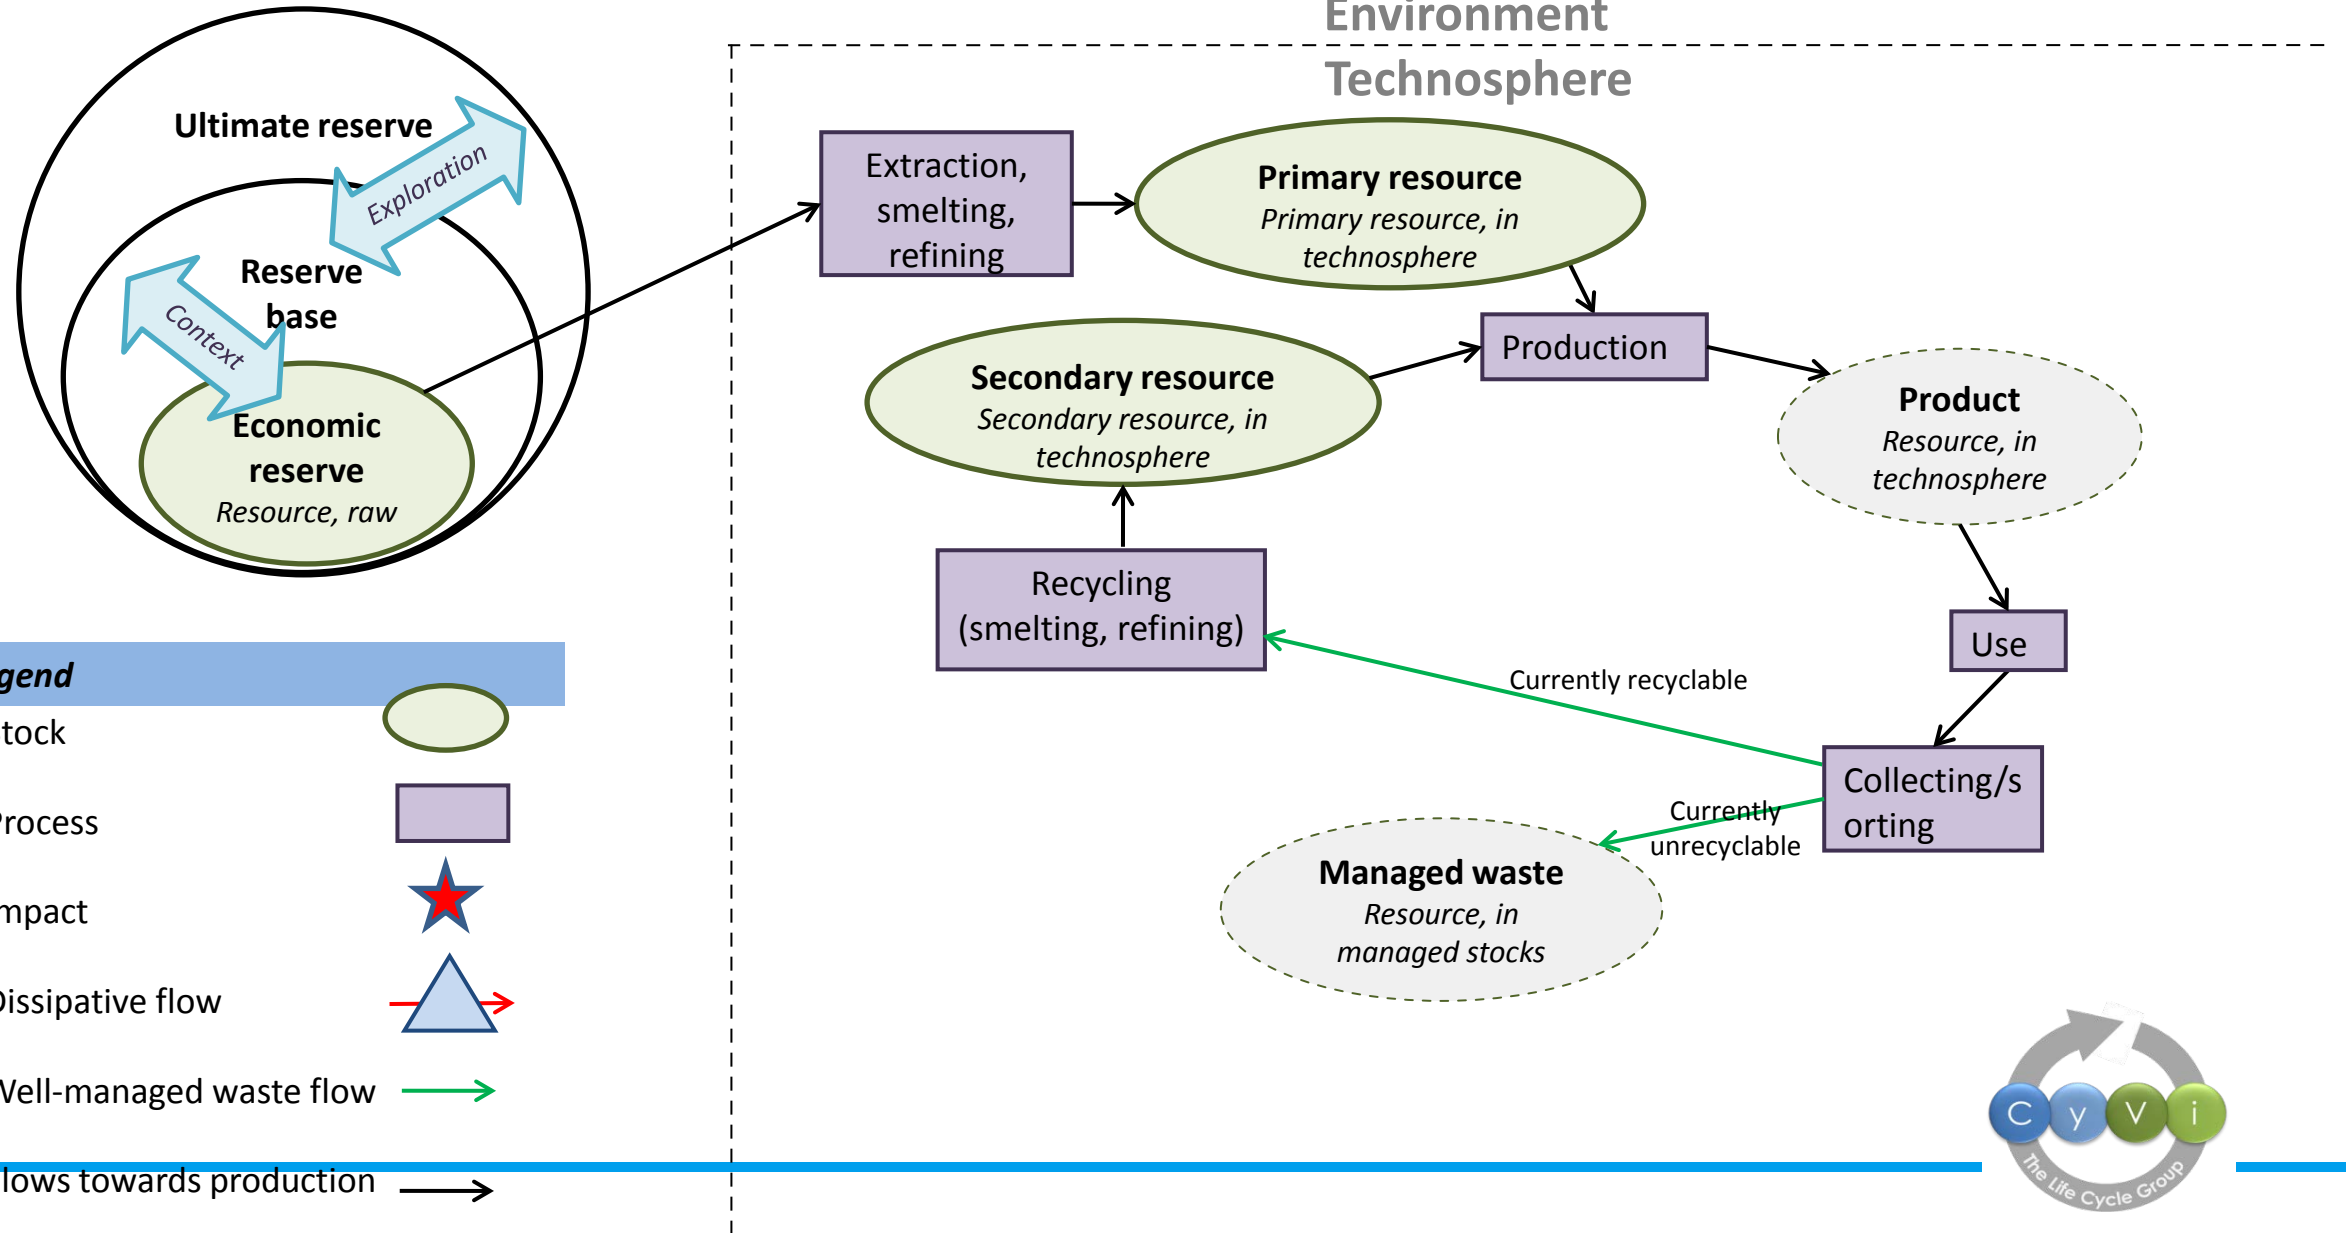 Environment
Technosphere
Ultimate reserve
Exploration
Reserve
base
Context
Economic
reserve
Resource, raw
Extraction,
smelting,
refining
Primary resource
Primary resource, in
technosphere
Secondary resource
Secondary resource, in
technosphere
Production
Product
Resource, in
technosphere
Recycling
(smelting, refining)
Use
Currently recyclable
Collecting/s
orting
Currently
unrecyclable
Managed waste
Resource, in
managed stocks
gend
tock
Process
mpact
Dissipative flow
Well-managed waste flow
lows towards production
C y V i
The Life Cycle Group